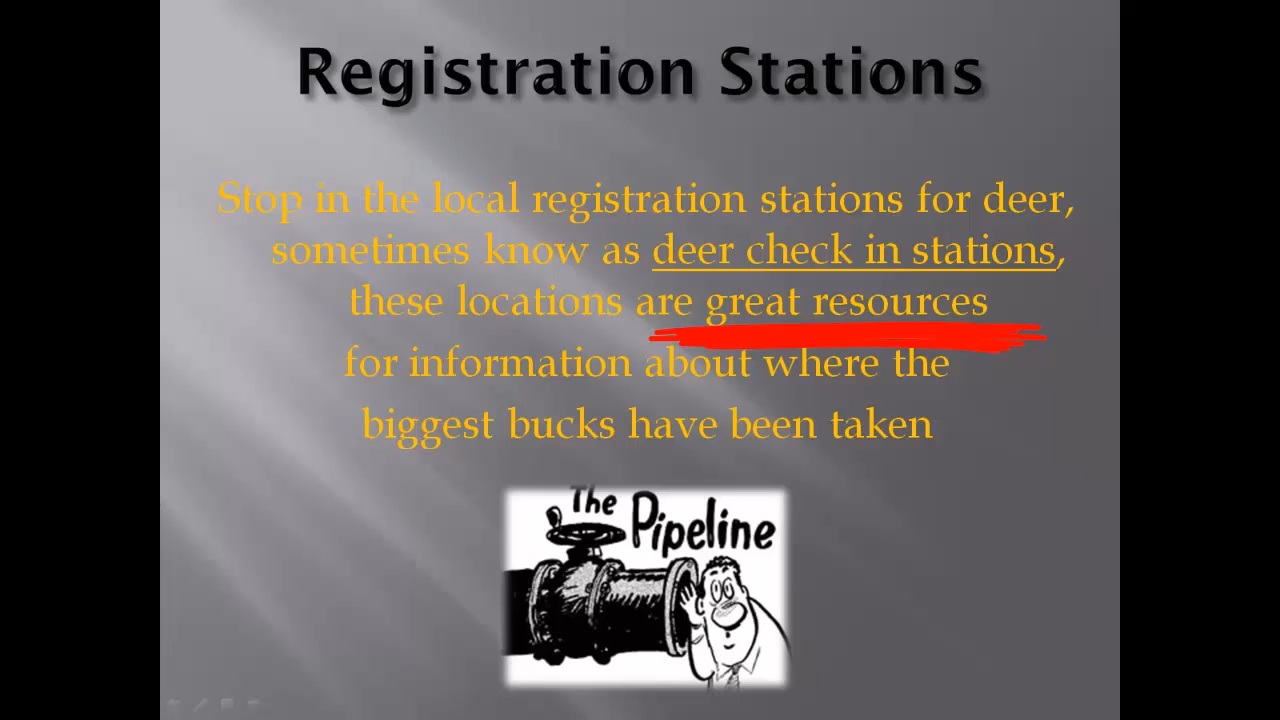 Registration Stations
Stop in the local registration stations for deer,
sometimes know as deer check in stations,
these locations are great resources
for information about where the
biggest bucks have been taken
The Pipeline